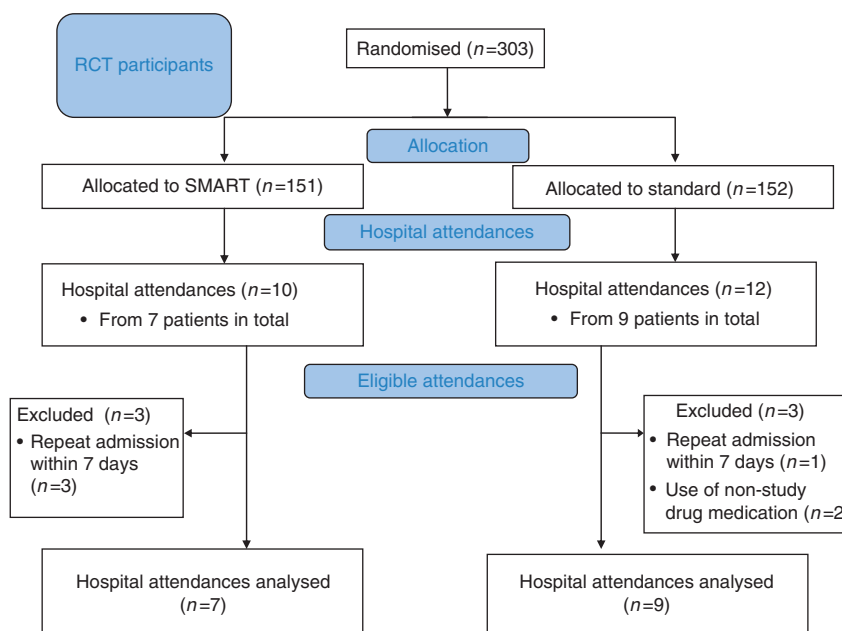 RCT participants
Randomised (n=303)
Allocation
Allocated to SMART (n=151)
Allocated to standard (n=152)
Hospital attendances
Hospital attendances (n=10)
• From 7 patients in total
Hospital attendances (n=12)
• From 9 patients in total
Eligible attendances
Excluded (n=3)
• Repeat admission
within 7 days
(n=3)
Excluded (n=3)
• Repeat admission
within 7 days (n=1)
• Use of non-study
drug medication (n=2
Hospital attendances analysed
(n=7)
Hospital attendances analysed
(n=9)